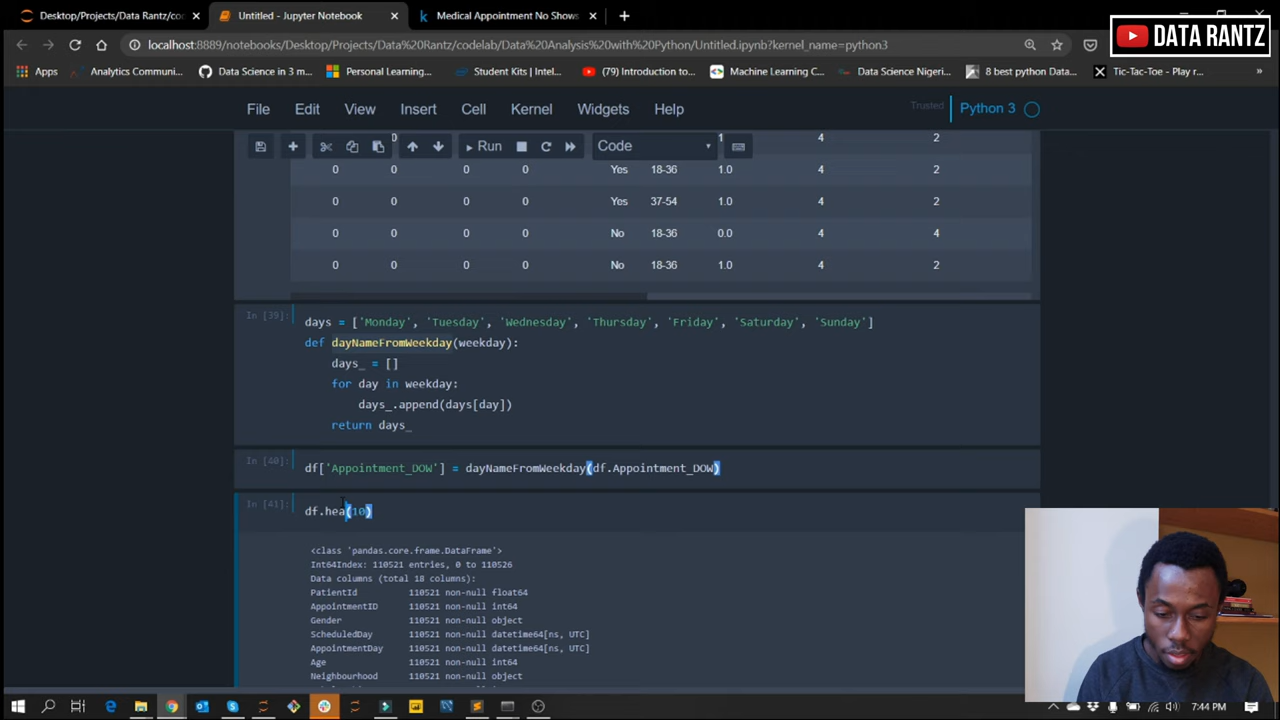 Desktop/Projects/Data Rantz/co
Untitled - Jupyter Notebook
Medical Appointment No Shows
DATA RANTZ
localhost:8889/notebooks/Desktop/Projects/Data%20Rantz/codelab/Data%20Analysis%20with%20Python/Untitled.ipynb?kernel_name=python3
Apps
Analytics Communi...
Data Science in 3 m...
Personal Learning...
Student Kits | Intel...
(79) Introduction to...
Machine Learning C...
Data Science Nigeri...
8 best python Data...
Tic-Tac-Toe - Play r
»
File Edit View Insert Cell Kernel Widgets Help
Trusted
Python 3
Run
Code
0 1 4 2
0 0 0 0 Yes 18-36 1.0 4 2
0 0 0 0 Yes 37-54 1.0 4 2
0 0 0 0 No 18-36 0.0 4 4
0 0 0 0 No 18-36 1.0 4 2
In [39]:
days = ['Monday', 'Tuesday', 'Wednesday', 'Thursday', 'Friday', 'Saturday', 'Sunday']
def dayNameFromWeekday(weekday):
days_ = []
for day in weekday:
days_.append(days[day])
return days_
In [40]:
df['Appointment_DOW'] = dayNameFromWeekday(df.Appointment_DOW)
In [41]:
df.hea(10)
<class 'pandas.core.frame.DataFrame'>
Int64Index: 110521 entries, 0 to 110526
Data columns (total 18 columns):
PatientId 110521 non-null float64
AppointmentID 110521 non-null int64
Gender 110521 non-null object
ScheduledDay 110521 non-null datetime64[ns, UTC]
AppointmentDay 110521 non-null datetime64[ns, UTC]
Age 110521 non-null int64
Neighbourhood 110521 non-null object
7:44 PM